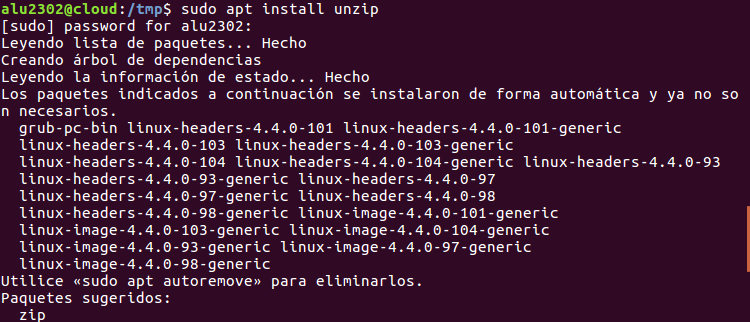 alu2302@cloud:/tmp$ sudo apt install unzip
[sudo] password for alu2302:
Leyendo lista de paquetes... Hecho
Creando árbol de dependencias
Leyendo la información de estado... Hecho
Los paquetes indicados a continuación se instalaron de forma automática y ya no so
n necesarios.
  grub-pc-bin linux-headers-4.4.0-101 linux-headers-4.4.0-101-generic
  linux-headers-4.4.0-103 linux-headers-4.4.0-103-generic
  linux-headers-4.4.0-104 linux-headers-4.4.0-104-generic linux-headers-4.4.0-93
  linux-headers-4.4.0-93-generic linux-headers-4.4.0-97
  linux-headers-4.4.0-97-generic linux-headers-4.4.0-98
  linux-headers-4.4.0-98-generic linux-image-4.4.0-101-generic
  linux-image-4.4.0-103-generic linux-image-4.4.0-104-generic
  linux-image-4.4.0-93-generic linux-image-4.4.0-97-generic
  linux-image-4.4.0-98-generic
Utilice «sudo apt autoremove» para eliminarlos.
Paquetes sugeridos:
  zip